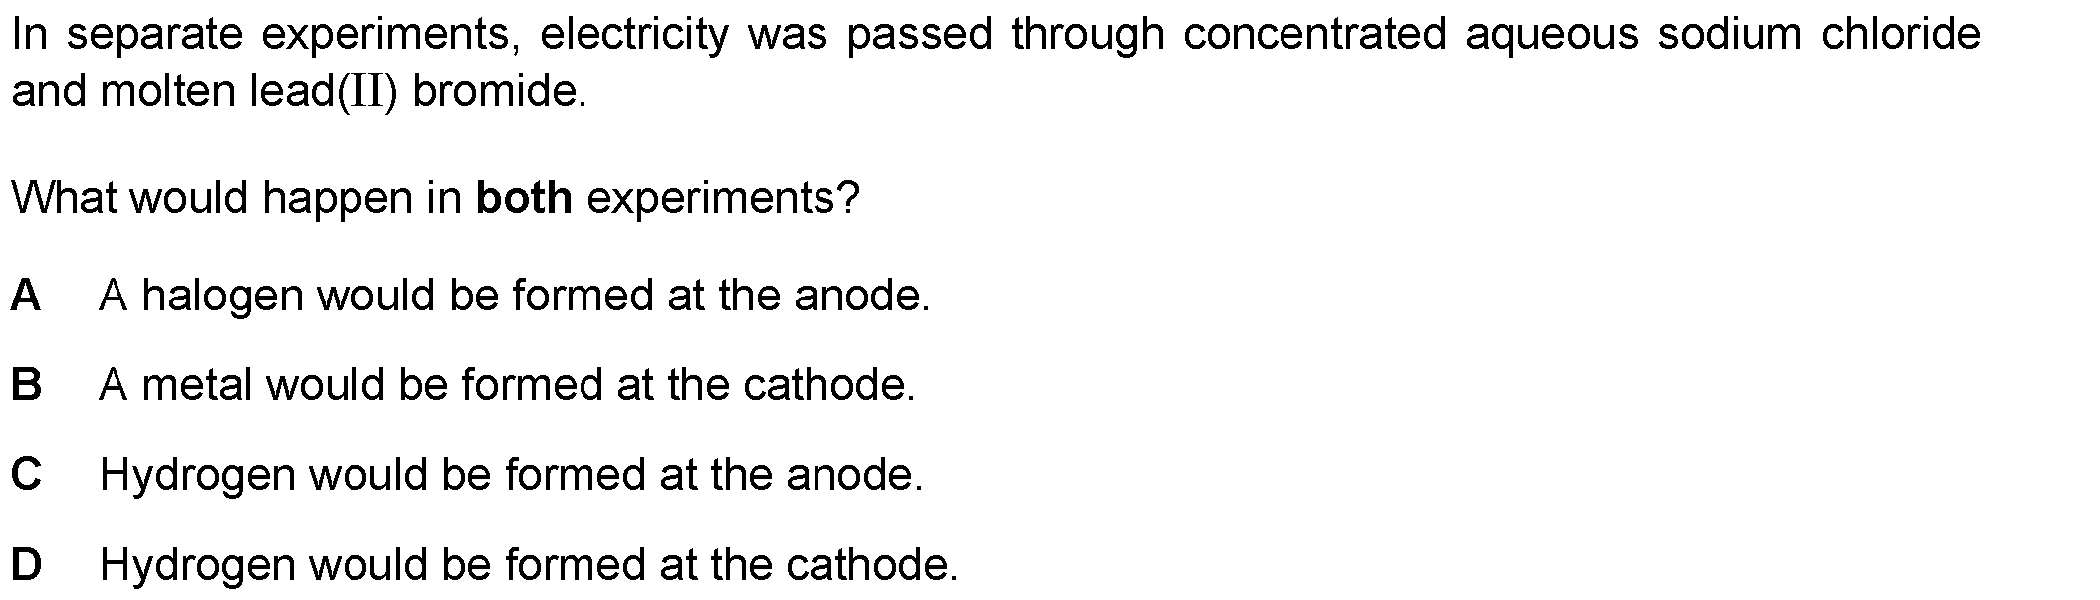 In separate experiments, electricity was passed through concentrated aqueous sodium chloride
and molten lead(II) bromide.
What would happen in both experiments?
A A halogen would be formed at the anode.
B A metal would be formed at the cathode.
C Hydrogen would be formed at the anode.
D Hydrogen would be formed at the cathode.